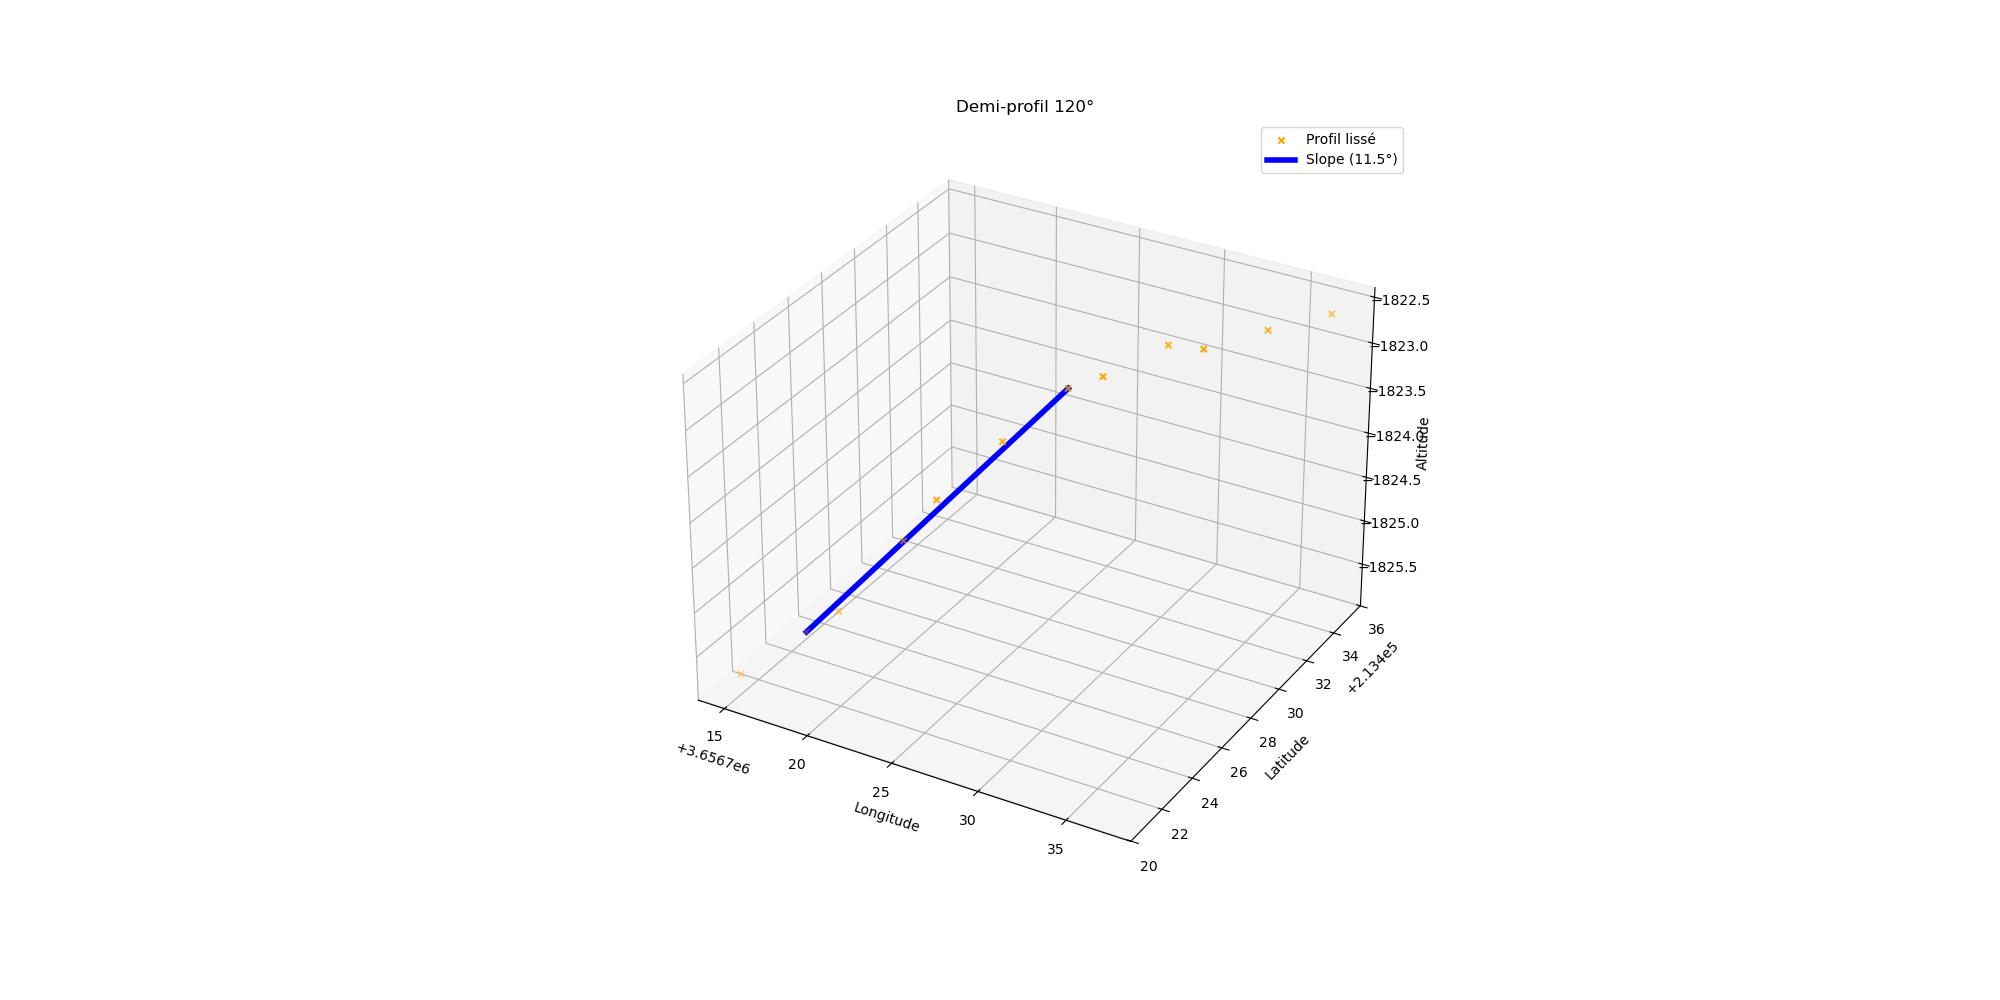 Demi-profil 120°
Profil lissé
Slope (11.5°)
−1822.5
−1823.0
−1823.5
−1824.0
−1824.5
−1825.0
−1825.5
Altitude
36
34
32
30
28
26
24
22
20
+2.134e5
Latitude
15
20
25
30
35
+3.6567e6
Longitude